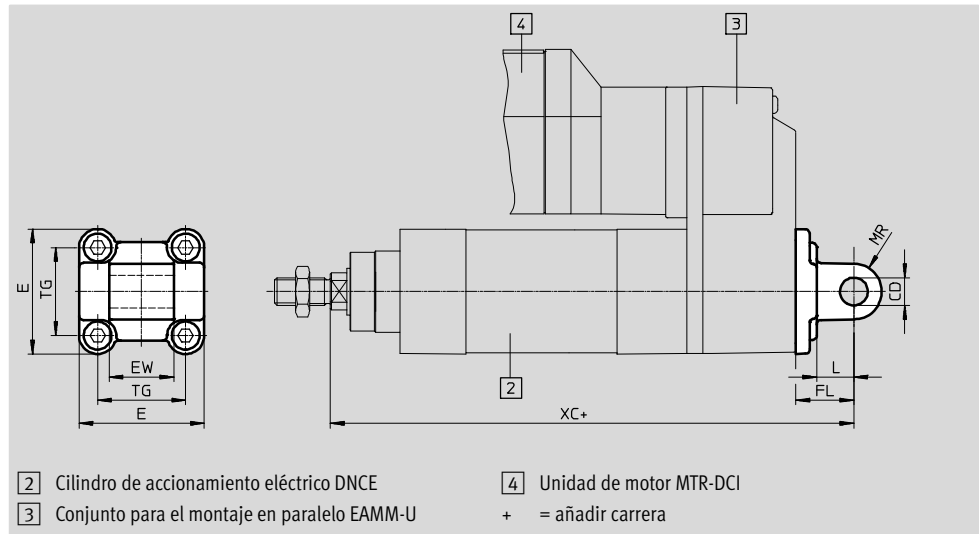 4
3
MR
CD
E
TG
EW
TG
E
L
FL
2
XC+
2 Cilindro de accionamiento eléctrico DNCE
3 Conjunto para el montaje en paralelo EAMM-U
4 Unidad de motor MTR-DCI
+ = añadir carrera